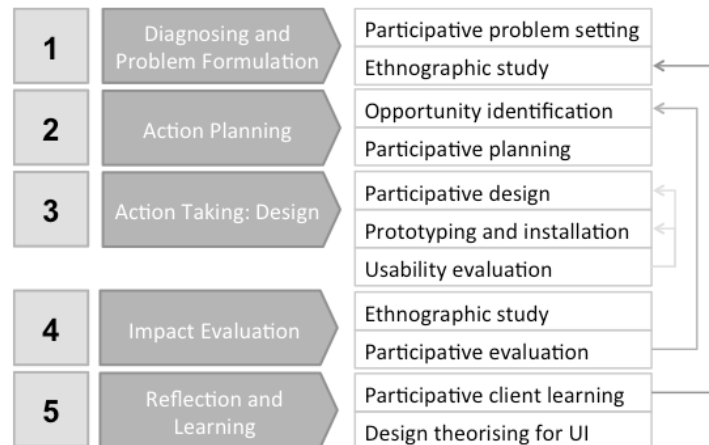 1
Diagnosing and
Problem Formulation
Participative problem setting
Ethnographic study
2
Action Planning
Opportunity identification
Participative planning
3
Action Taking: Design
Participative design
Prototyping and installation
Usability evaluation
4
Impact Evaluation
Ethnographic study
Participative evaluation
5
Reflection and
Learning
Participative client learning
Design theorising for UI